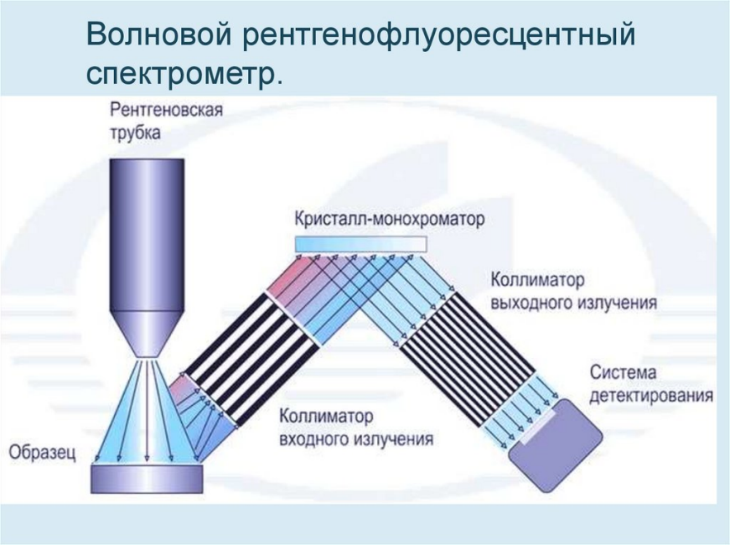 Волновой рентгенофлуоресцентный
спектрометр.
Рентгеновская
трубка
Кристалл-монохроматор
Коллиматор
выходного излучения
Система
детектирования
Коллиматор
входного излучения
Образец